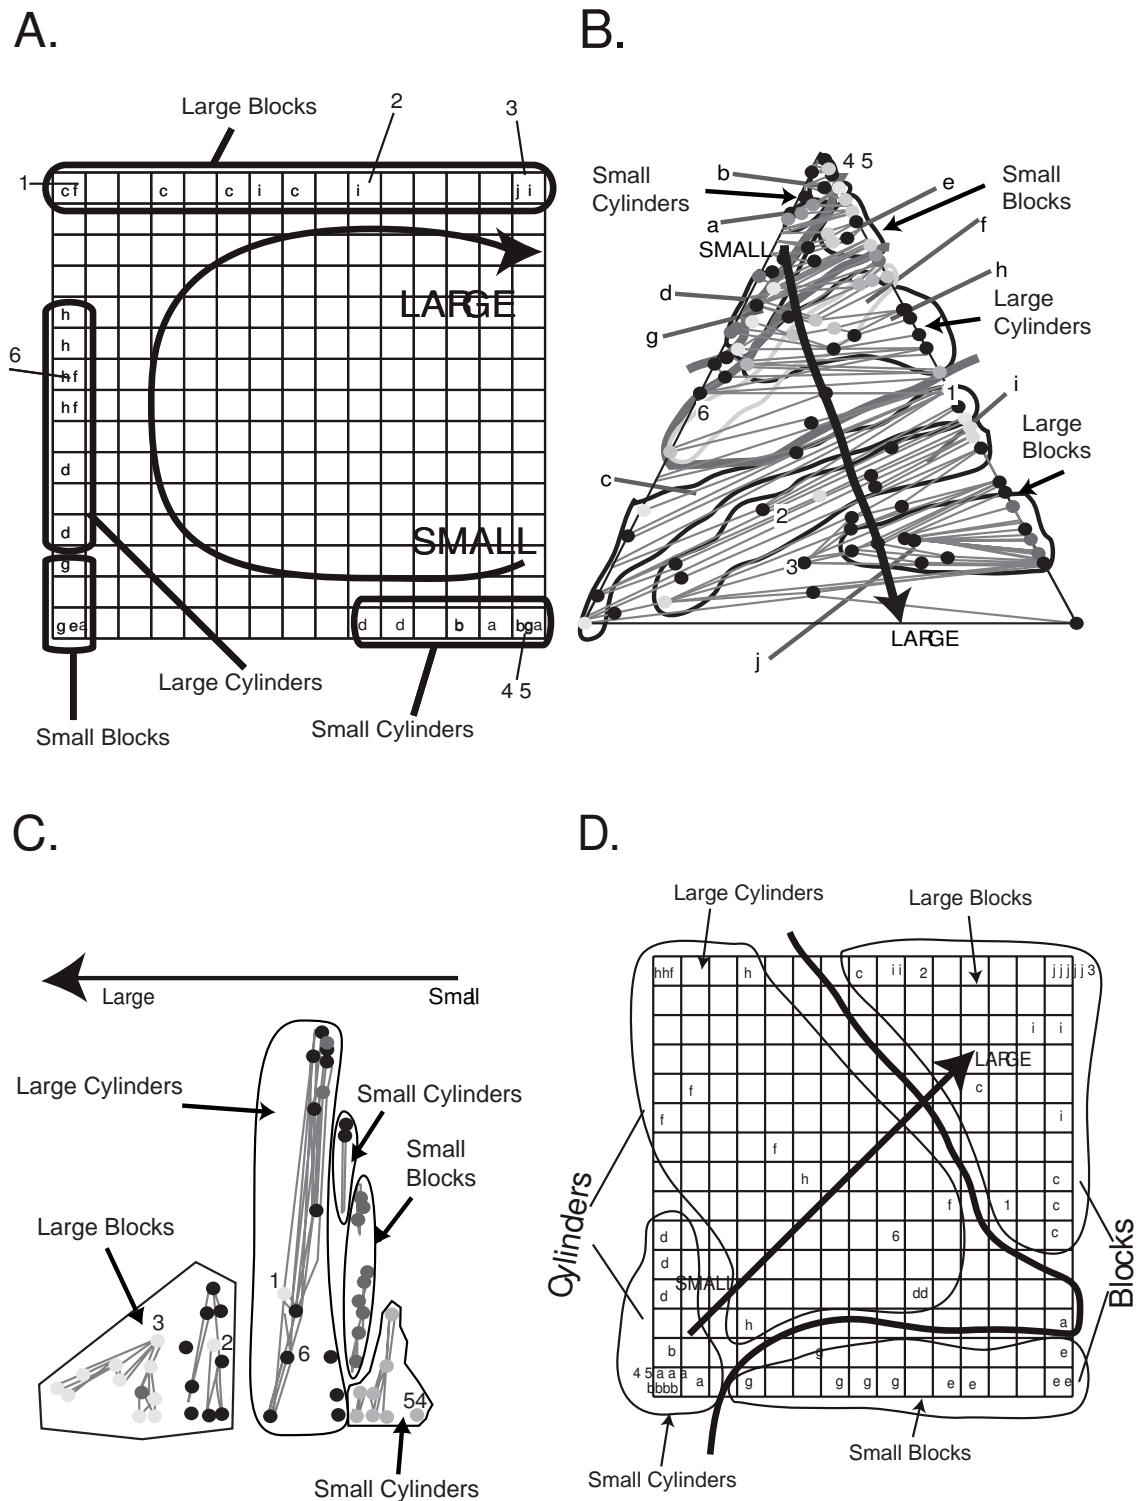 A.
B.
Large Blocks
2
3
1
c f
c
c
i
c
i
j i
h
h
6
h f
h f
d
d
g
g e a
d
d
b
a
b g a
LARGE
SMALL
Large Cylinders
4 5
Small Blocks
Small Cylinders
4 5
b
Small
Cylinders
e
Small
Blocks
a
f
SMALL
h
d
Large
Cylinders
g
i
1
6
Large
Blocks
c
2
3
LARGE
j
C.
D.
Large
Small
Large Cylinders
Small Cylinders
Small
Blocks
Large Blocks
1
3
2
6
54
Small Cylinders
Large Cylinders
Large Blocks
hhf
h
c
i i
2
j j j j j 3
i
i
LARGE
f
c
f
i
f
h
c
f
1
c
d
6
c
d
SMALL
d
dd
h
a
b
g
e
4 5 a a a
bbbb
a
g
g
g
g
e
e
e e
Cylinders
Blocks
Small Blocks
Small Cylinders